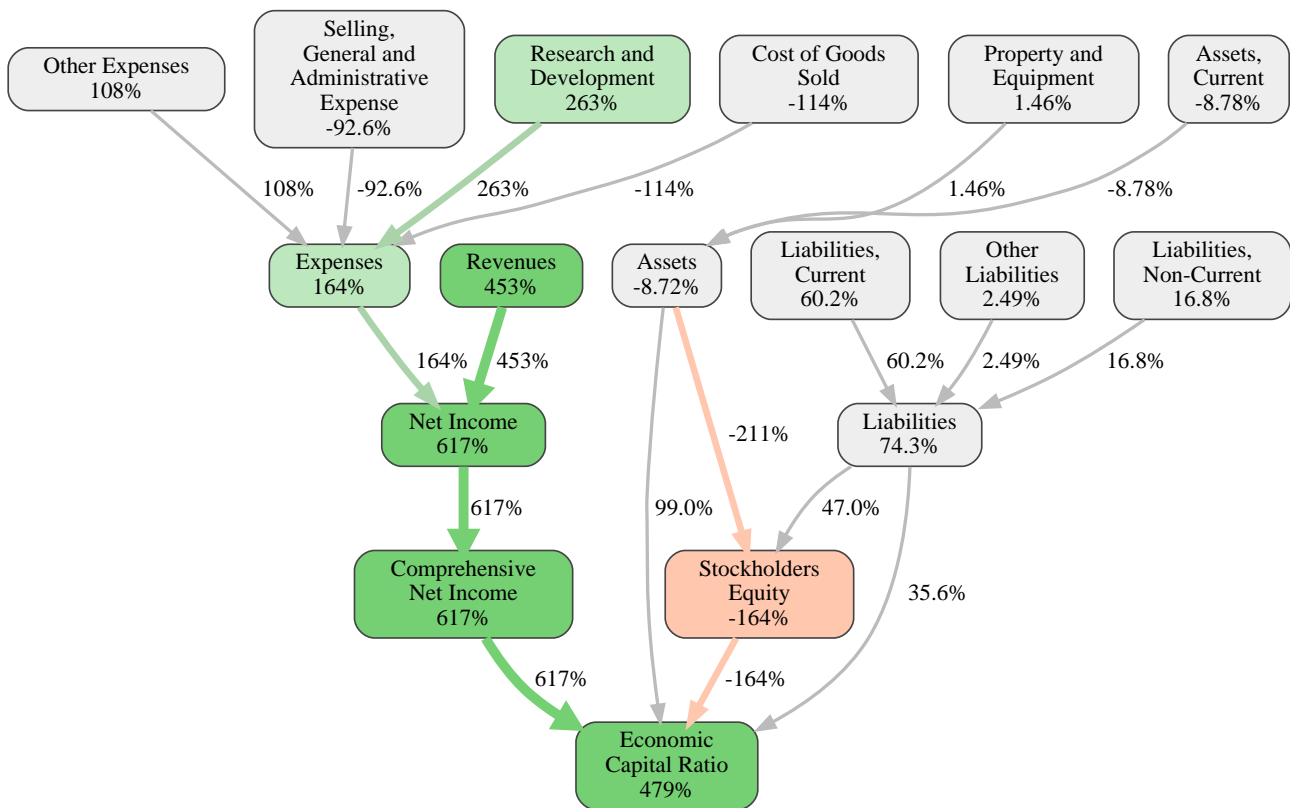 Other Expenses
108%
Selling,
General and
Administrative
Expense
-92.6%
Research and
Development
263%
Cost of Goods
Sold
-114%
Property and
Equipment
1.46%
Assets,
Current
-8.78%
108%
-92.6%
263%
-114%
1.46%
-8.78%
Expenses
164%
Revenues
453%
Assets
-8.72%
Liabilities,
Current
60.2%
Other
Liabilities
2.49%
Liabilities,
Non-Current
16.8%
164%
453%
60.2%
2.49%
16.8%
Net Income
617%
-211%
Liabilities
74.3%
617%
99.0%
47.0%
Comprehensive
Net Income
617%
Stockholders
Equity
-164%
35.6%
617%
-164%
Economic
Capital Ratio
479%